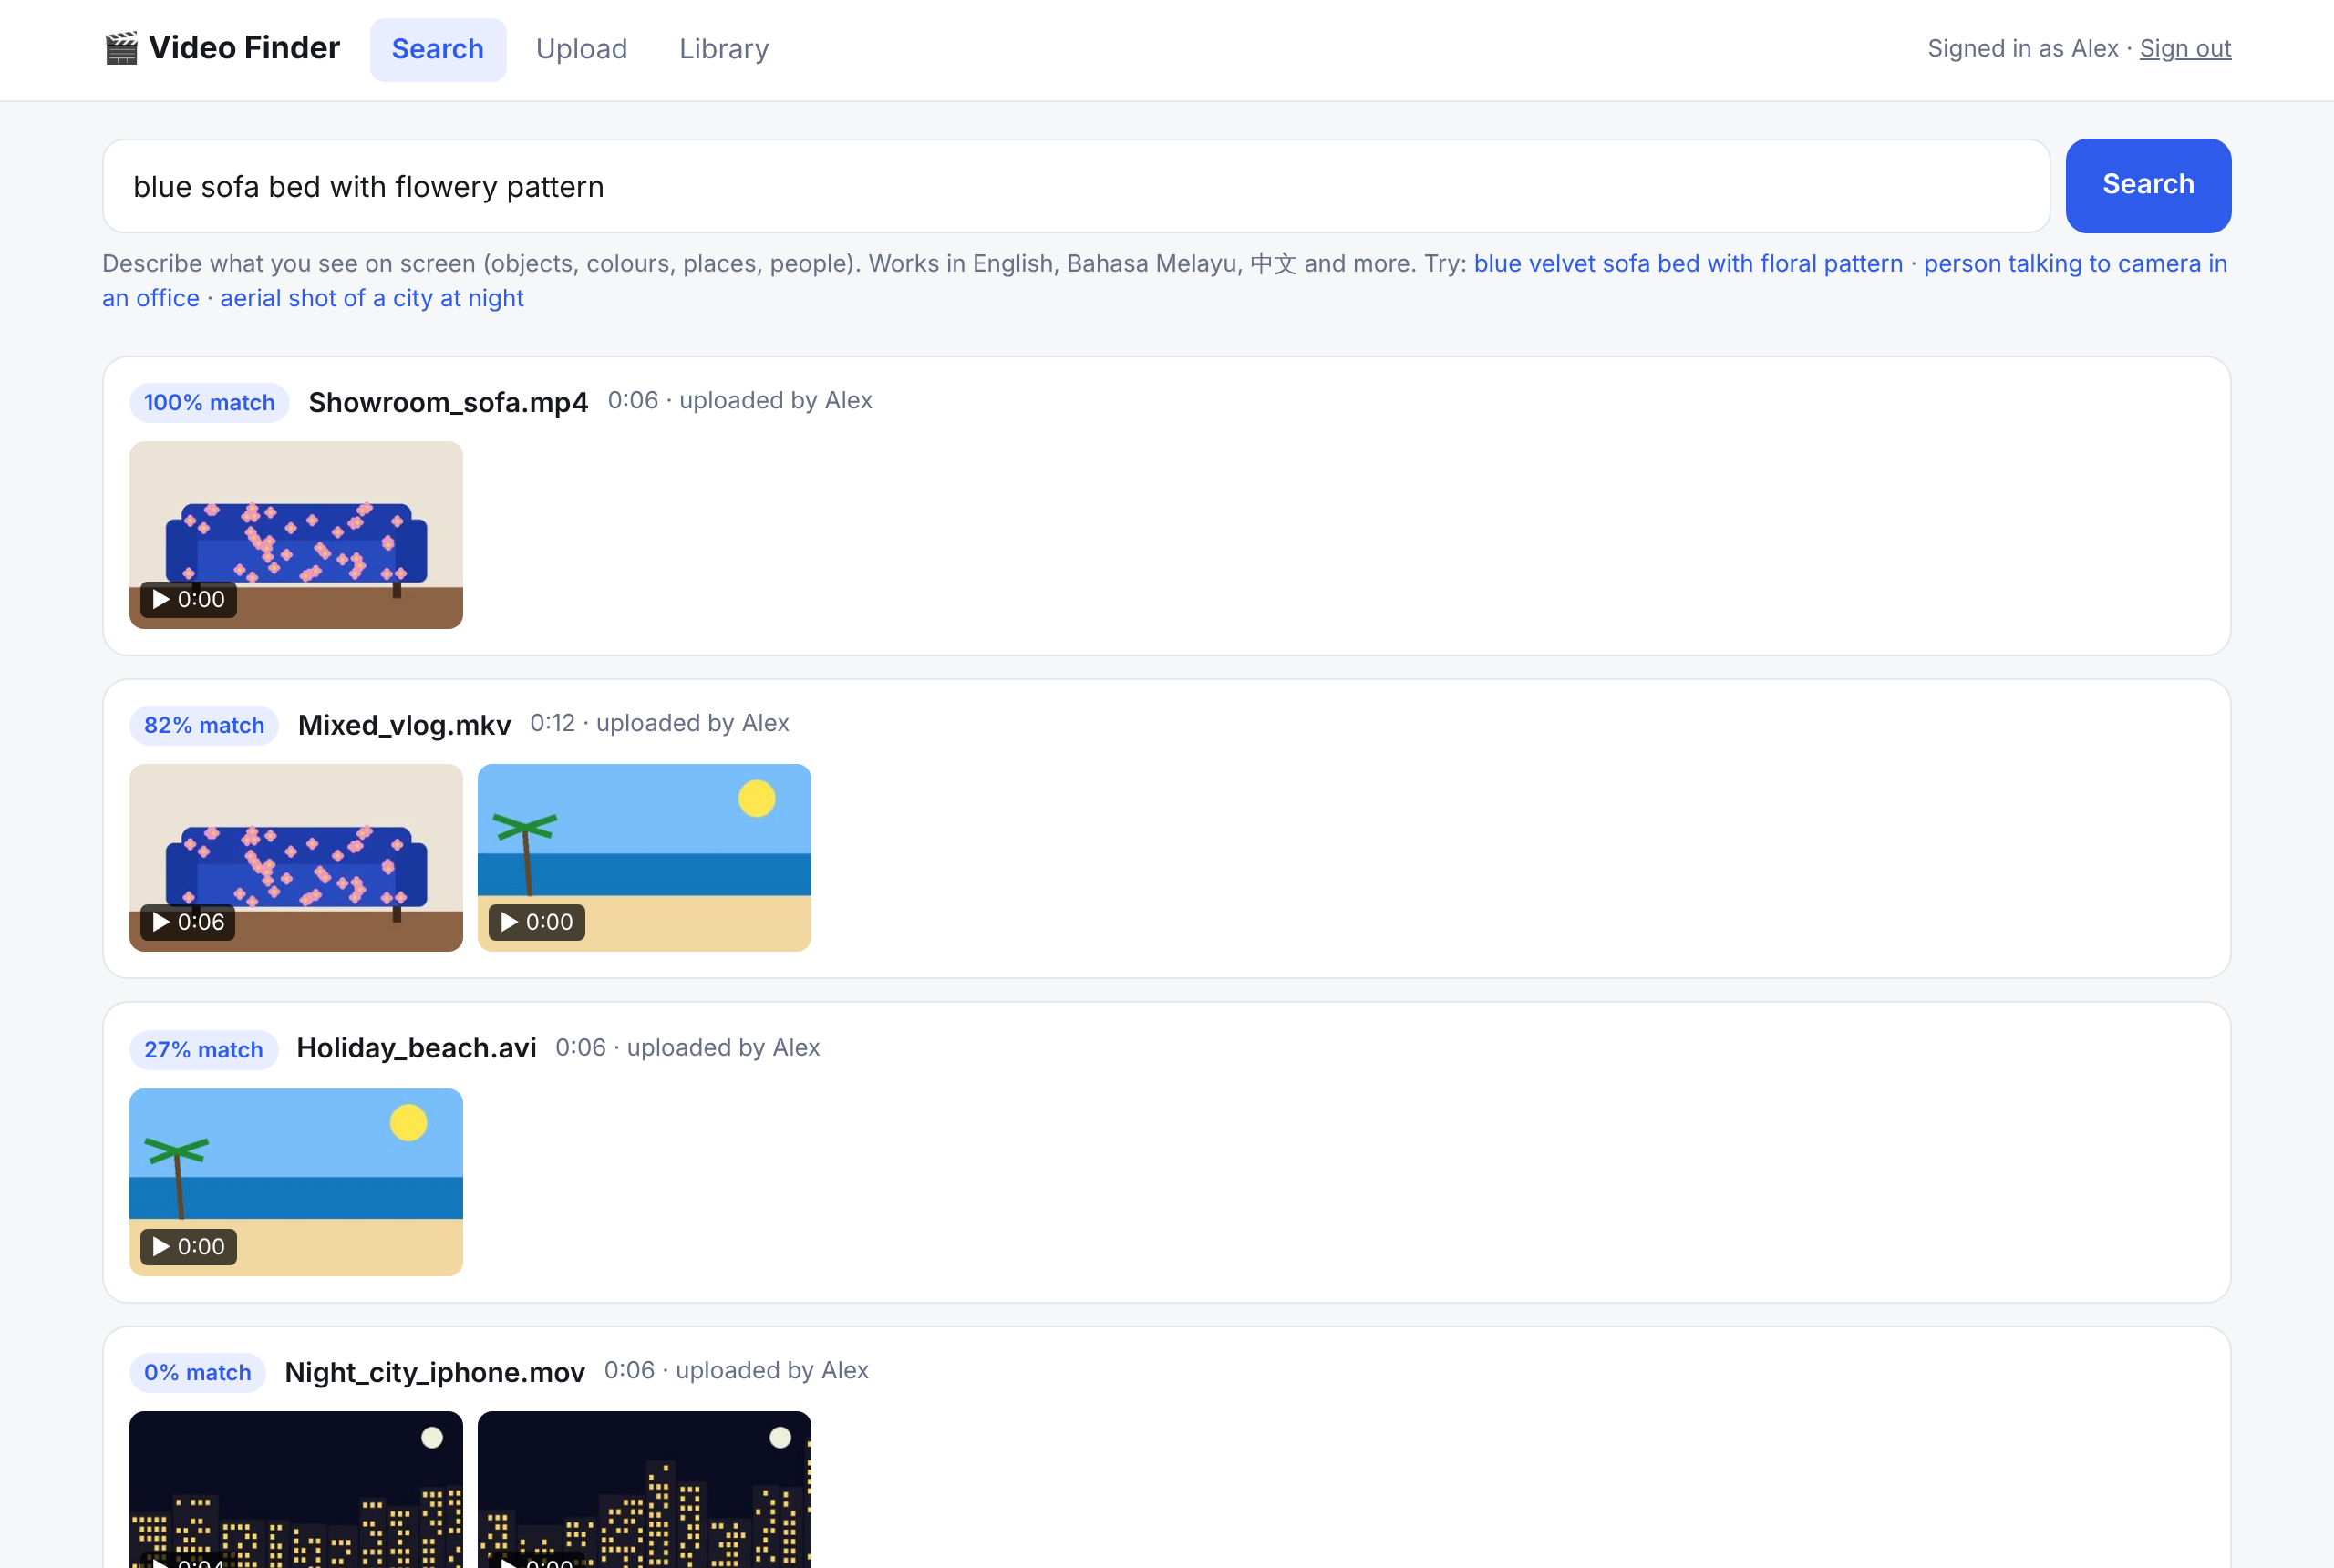 Video Finder
Search
Upload
Library
Signed in as Alex · Sign out
blue sofa bed with flowery pattern
Search
Describe what you see on screen (objects, colours, places, people). Works in English, Bahasa Melayu, 中文 and more. Try: blue velvet sofa bed with floral pattern · person talking to camera in
an office · aerial shot of a city at night
100% match Showroom_sofa.mp4 0:06 · uploaded by Alex
0:00
82% match Mixed_vlog.mkv 0:12 · uploaded by Alex
0:06
0:00
27% match Holiday_beach.avi 0:06 · uploaded by Alex
0:00
0% match Night_city_iphone.mov 0:06 · uploaded by Alex